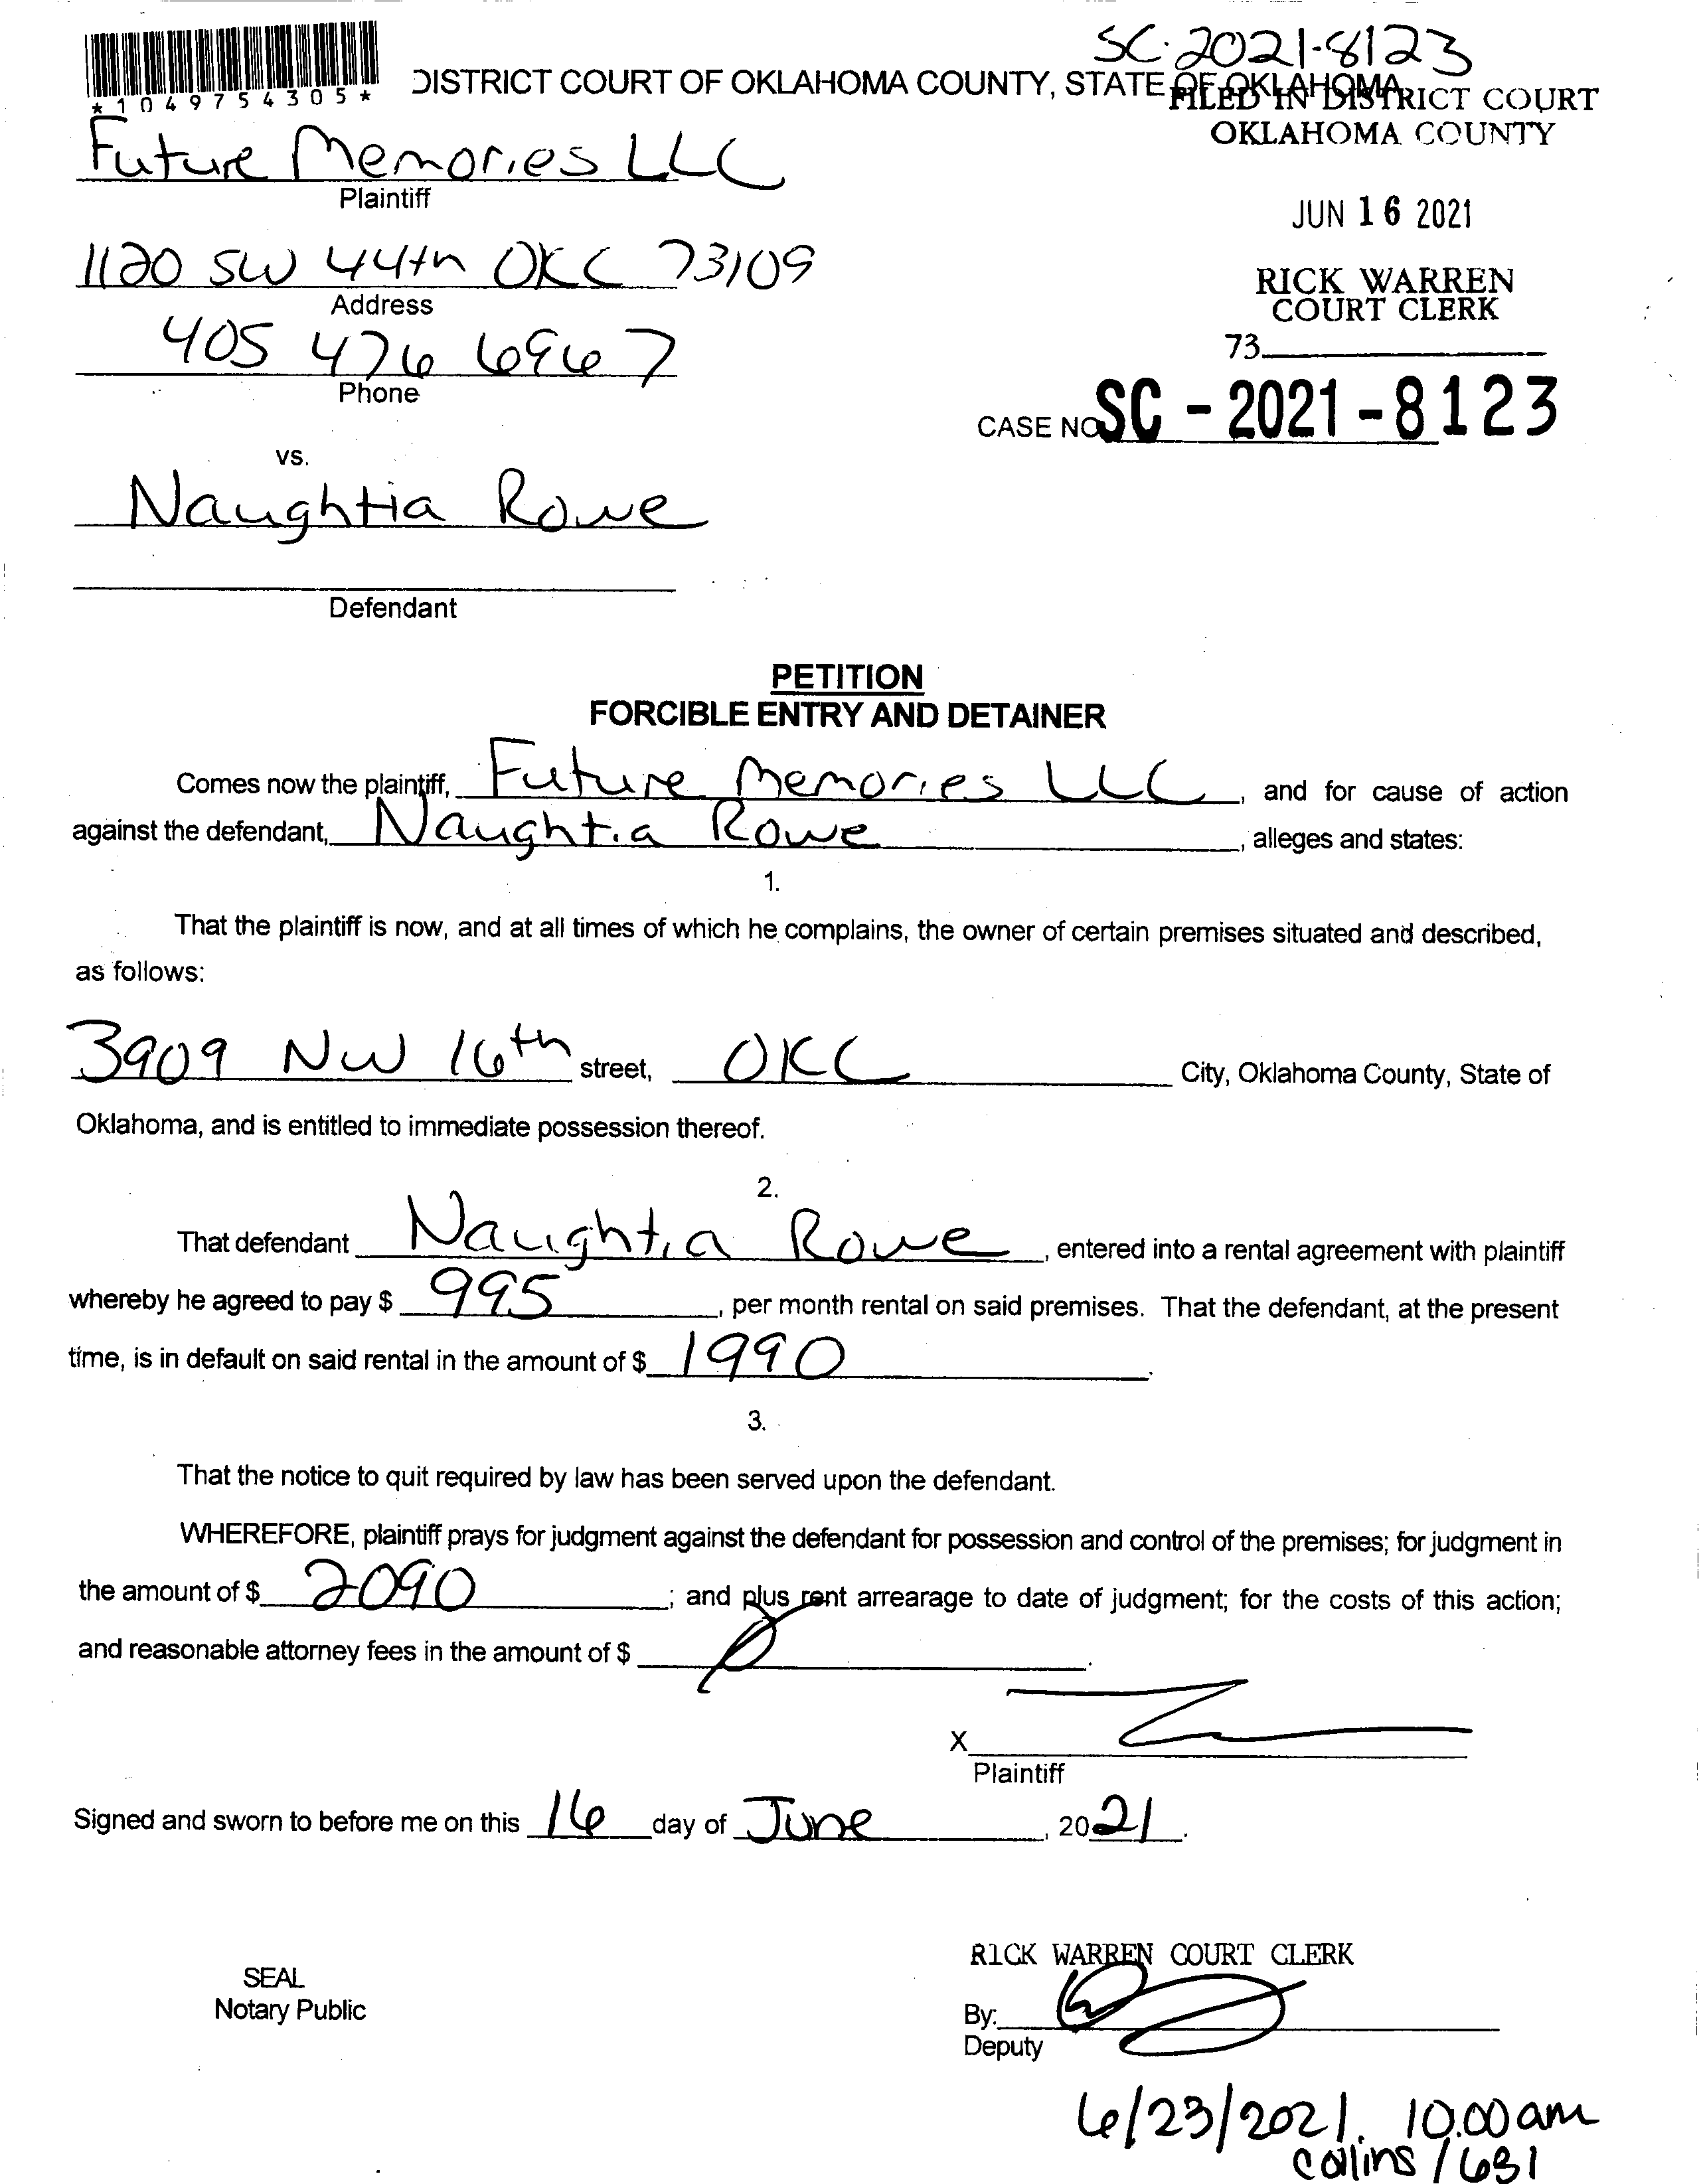 SC-2021-8123
*1049754305*
DISTRICT COURT OF OKLAHOMA COUNTY, STATE OF OKLAHOMA
FILED IN DISTRICT COURT
OKLAHOMA COUNTY
Future Memories LLC
Plaintiff
JUN 16 2021
1120 SW 44th OKC 73109
Address
RICK WARREN
COURT CLERK
405 476 6967
Phone
73
CASE NO SC - 2021 - 8123
vs.
Naughtia Rowe
Defendant
PETITION
FORCIBLE ENTRY AND DETAINER
Comes now the plaintiff, Future Memories LLC, and for cause of action
against the defendant, Naughtia Rowe, alleges and states:
1.
That the plaintiff is now, and at all times of which he complains, the owner of certain premises situated and described,
as follows:
3909 NW 16th street, OKC City, Oklahoma County, State of
Oklahoma, and is entitled to immediate possession thereof.
2.
That defendant Naughtia Rowe, entered into a rental agreement with plaintiff
whereby he agreed to pay $ 995, per month rental on said premises. That the defendant, at the present
time, is in default on said rental in the amount of $ 1990.
3.
That the notice to quit required by law has been served upon the defendant.
WHEREFORE, plaintiff prays for judgment against the defendant for possession and control of the premises; for judgment in
the amount of $ 2090; and plus rent arrearage to date of judgment; for the costs of this action;
and reasonable attorney fees in the amount of $ 0.
X
Plaintiff
Signed and sworn to before me on this 16 day of June, 2021.
RICK WARREN COURT CLERK
SEAL
Notary Public
By:
Deputy
6/23/2021. 10:00am
Collins / 631